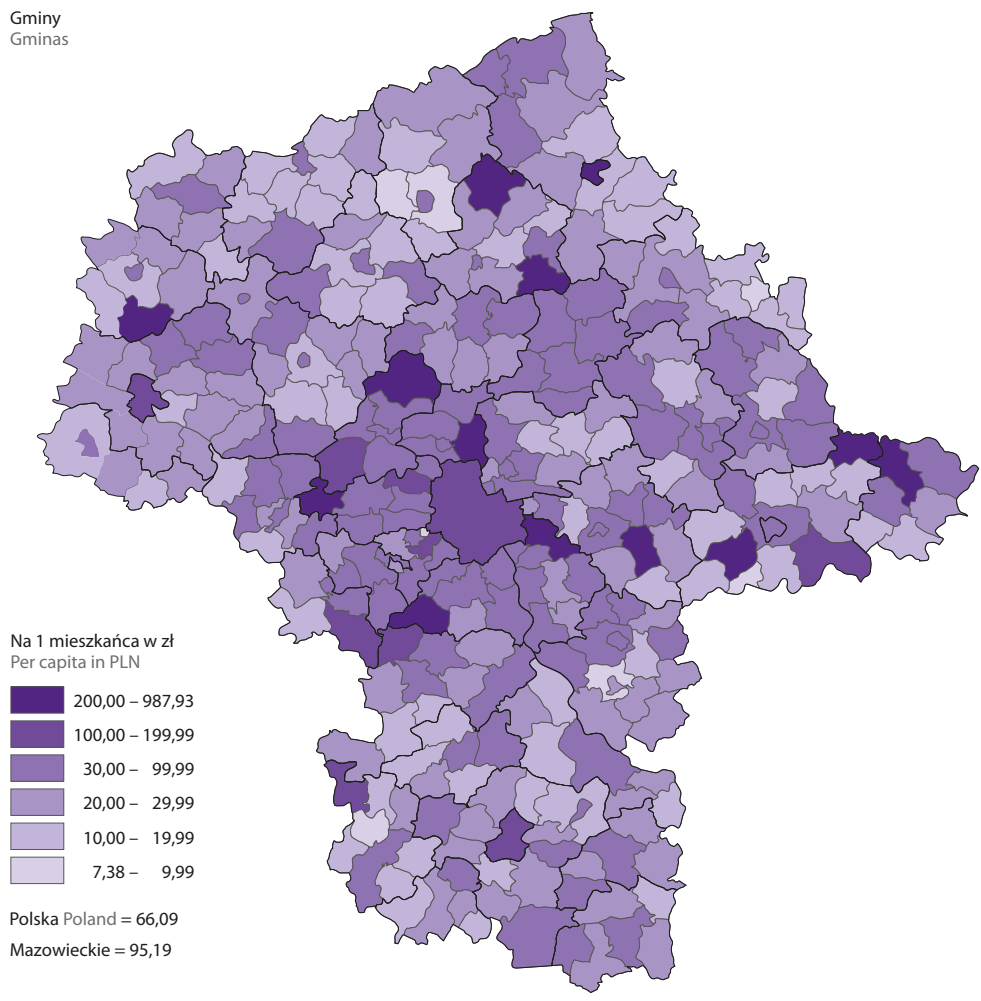 Gminy
Gminas
Na 1 mieszkańca w zł
Per capita in PLN
200,00 – 987,93
100,00 – 199,99
30,00 – 99,99
20,00 – 29,99
10,00 – 19,99
7,38 – 9,99
Polska Poland = 66,09
Mazowieckie = 95,19